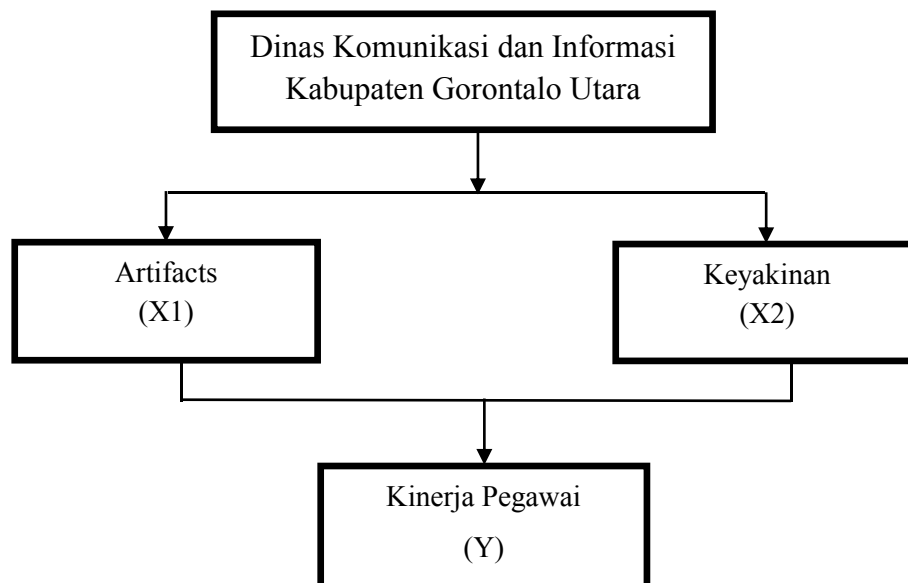 Dinas Komunikasi dan Informasi
Kabupaten Gorontalo Utara
Artifacts
(X1)
Keyakinan
(X2)
Kinerja Pegawai
(Y)